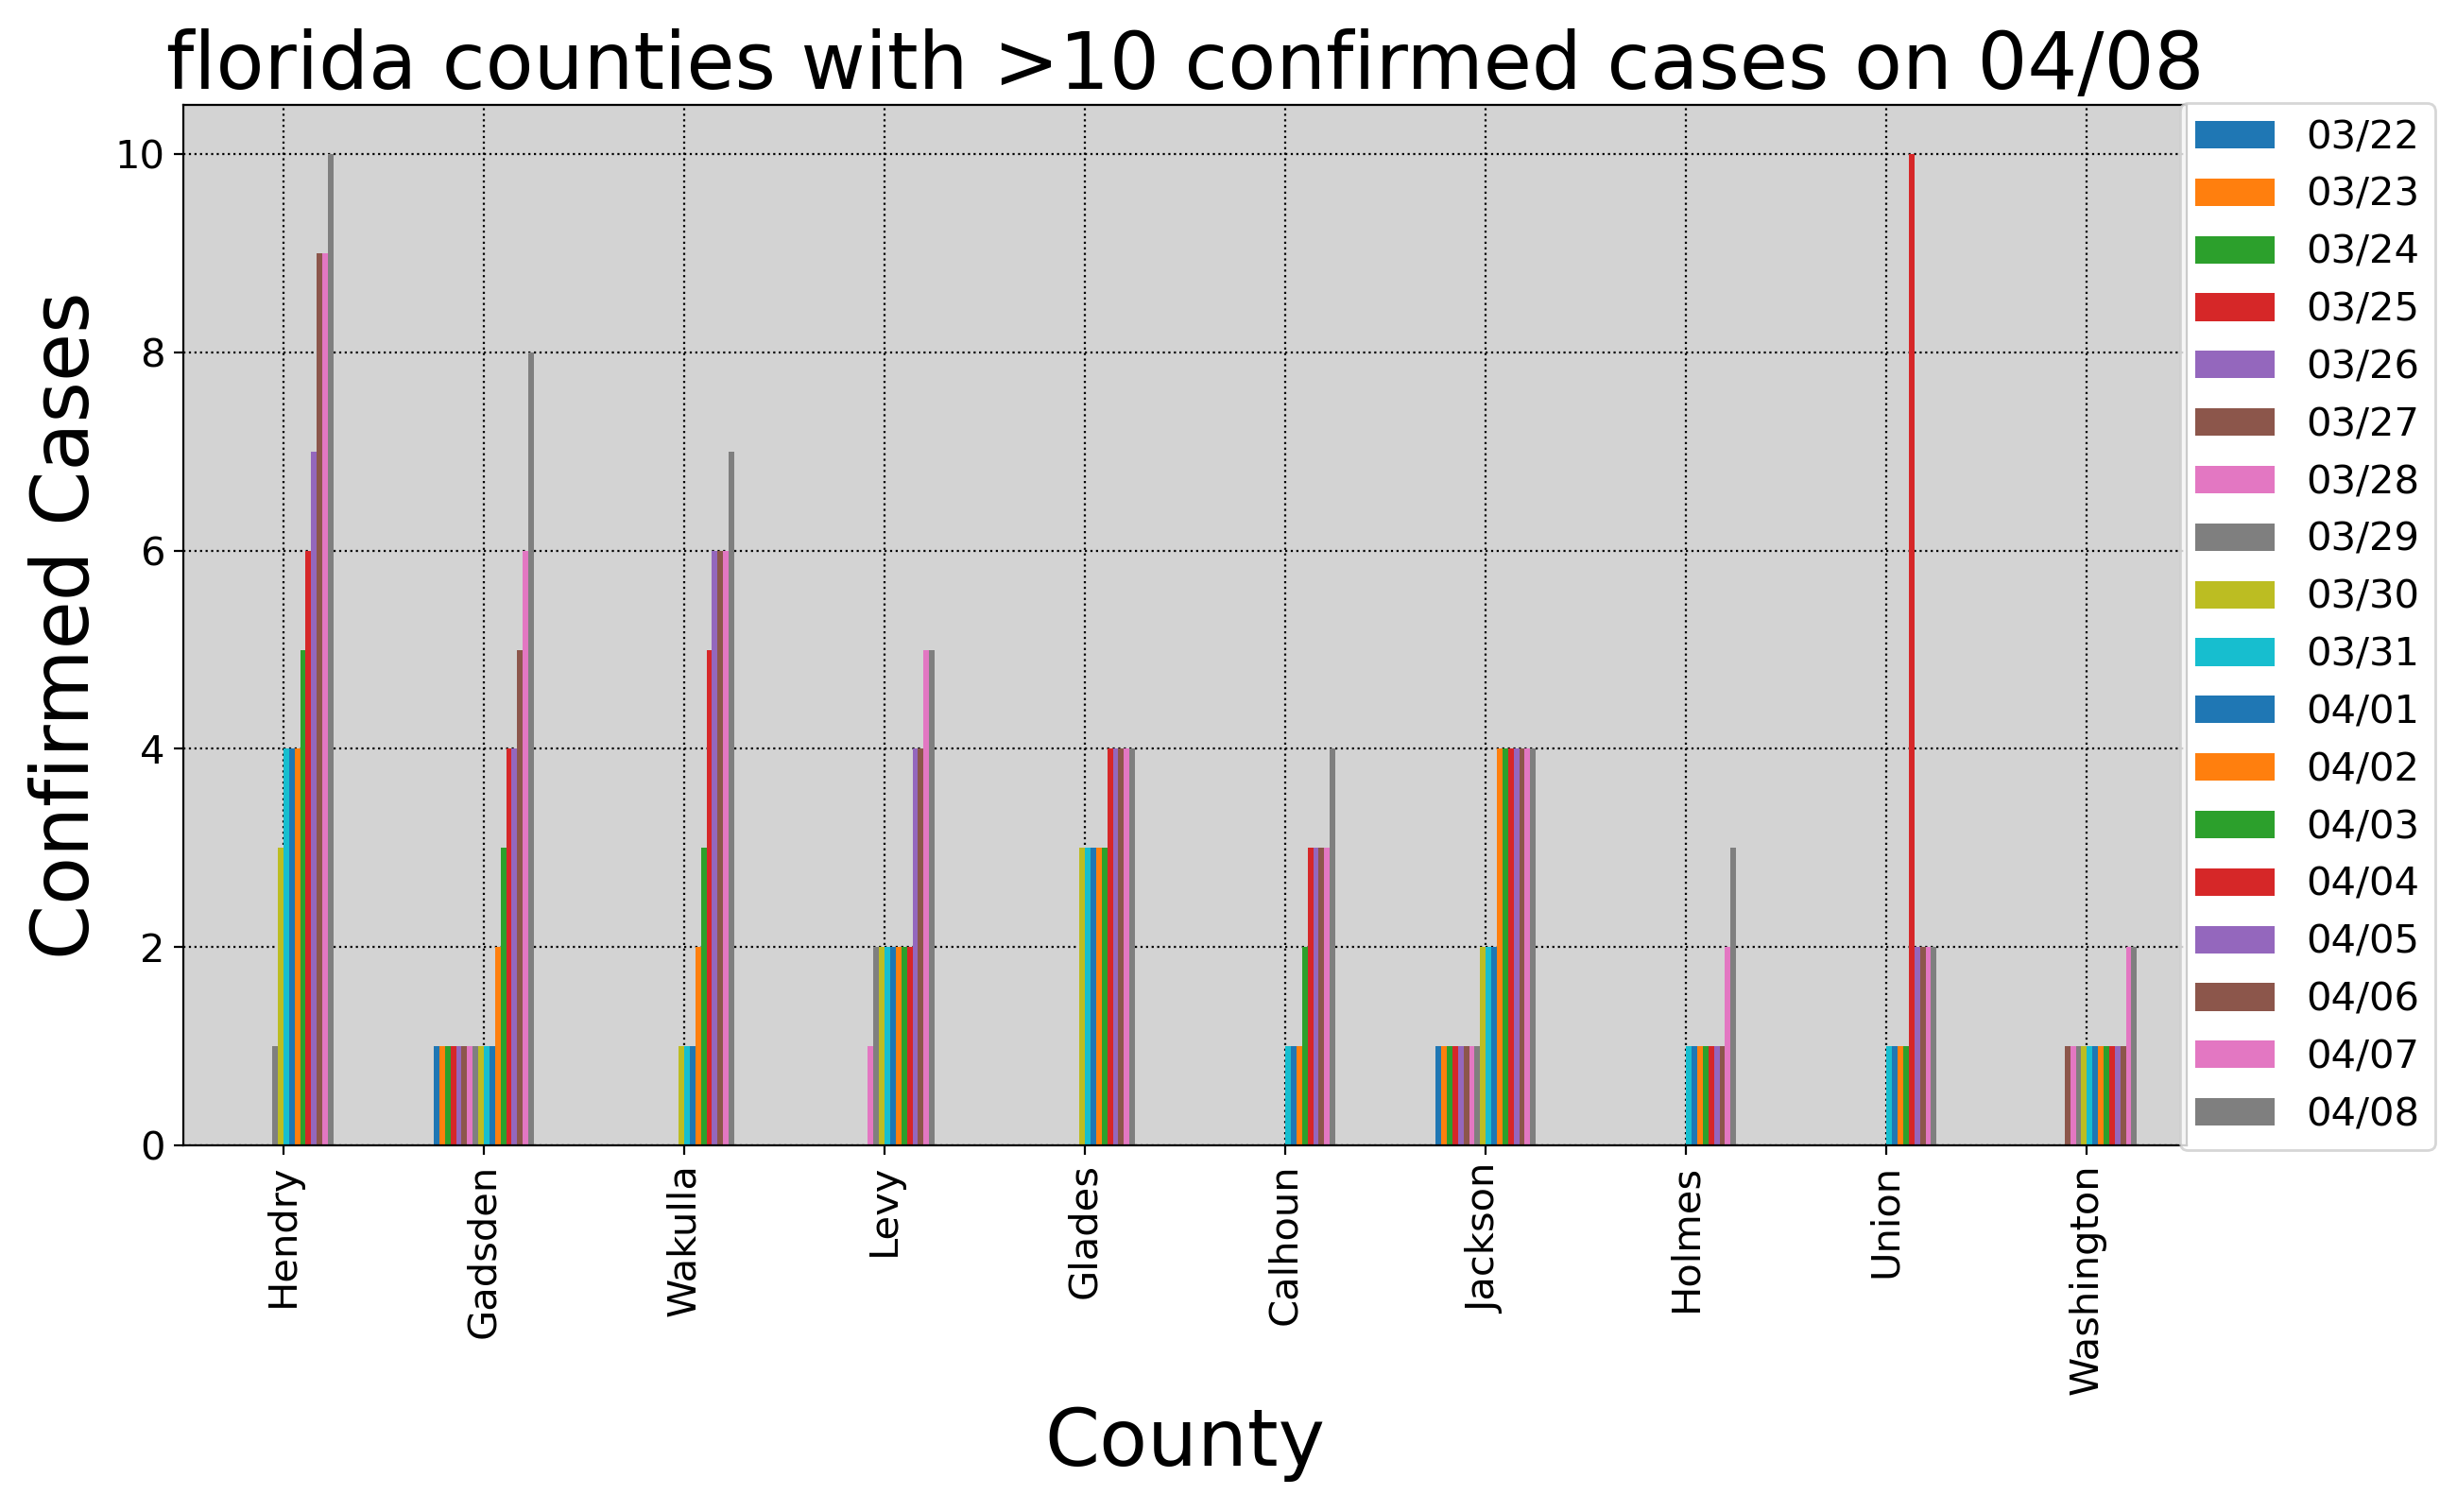 florida counties with >10 confirmed cases on 04/08
Confirmed Cases
10
8
6
4
2
0
Hendry
Gadsden
Wakulla
Levy
Glades
Calhoun
Jackson
Holmes
Union
Washington
County
03/22
03/23
03/24
03/25
03/26
03/27
03/28
03/29
03/30
03/31
04/01
04/02
04/03
04/04
04/05
04/06
04/07
04/08